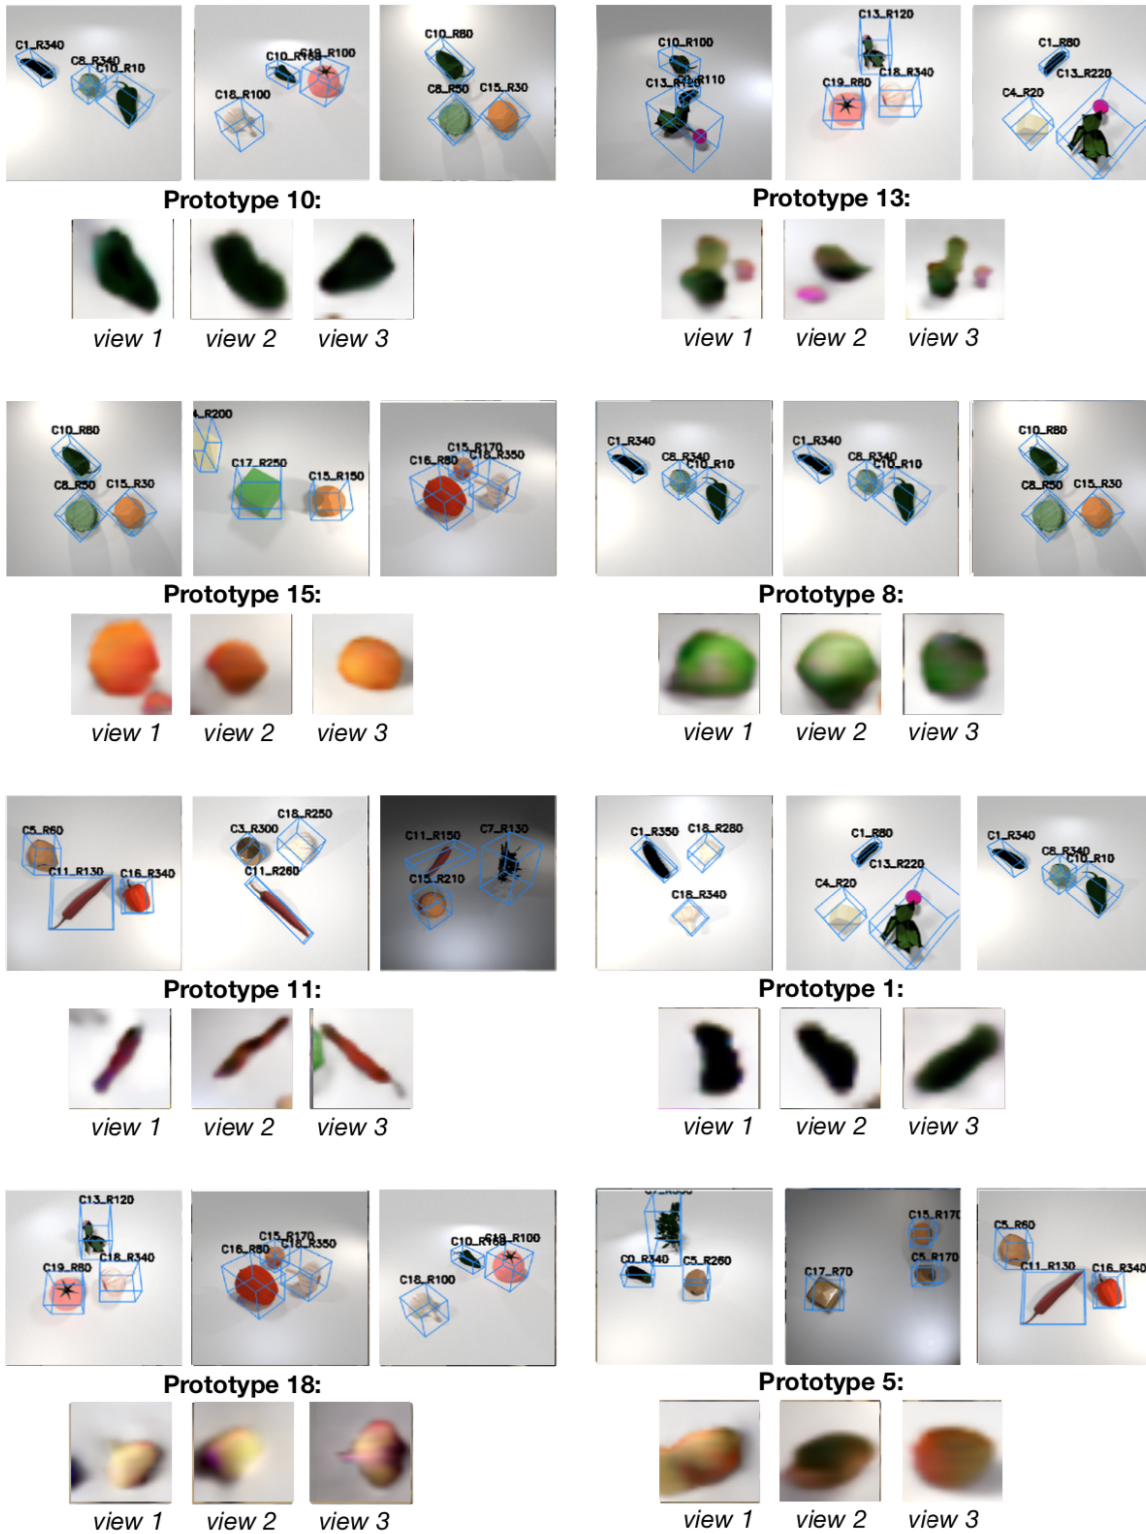 C1_R340
C8_R340
C10_R10
C10_R160
C19_R100
C18_R100
C10_R80
C8_R50 C15_R30
Prototype 10:
view 1 view 2 view 3
C10_R100
C13_R120
C19_R80
C18_R340
C1_R80
C13_R220
C4_R20
Prototype 13:
view 1 view 2 view 3
C10_R80
C8_R50 C15_R30
C17_R250
C15_R150
C15_R170
C16_R80
C18_R350
Prototype 15:
view 1 view 2 view 3
C1_R340
C8_R340
C10_R10
C1_R340
C8_R340
C10_R10
C10_R80
C8_R50 C15_R30
Prototype 8:
view 1 view 2 view 3
C5_R60
C11_R130
C16_R340
C18_R250
C3_R300
C11_R260
C11_R150 C7_R130
C15_R210
Prototype 11:
view 1 view 2 view 3
C1_R350 C18_R280
C18_R340
C1_R80
C13_R220
C4_R20
C1_R340
C8_R340
C10_R10
Prototype 1:
view 1 view 2 view 3
C13_R120
C18_R340
C19_R80
C15_R170
C16_R80
C18_R350
C10_R160
C19_R100
C18_R100
Prototype 18:
view 1 view 2 view 3
C0_R340 C5_R260
C15_R170
C5_R170
C17_R70
C5_R60
C11_R130
C16_R340
Prototype 5:
view 1 view 2 view 3